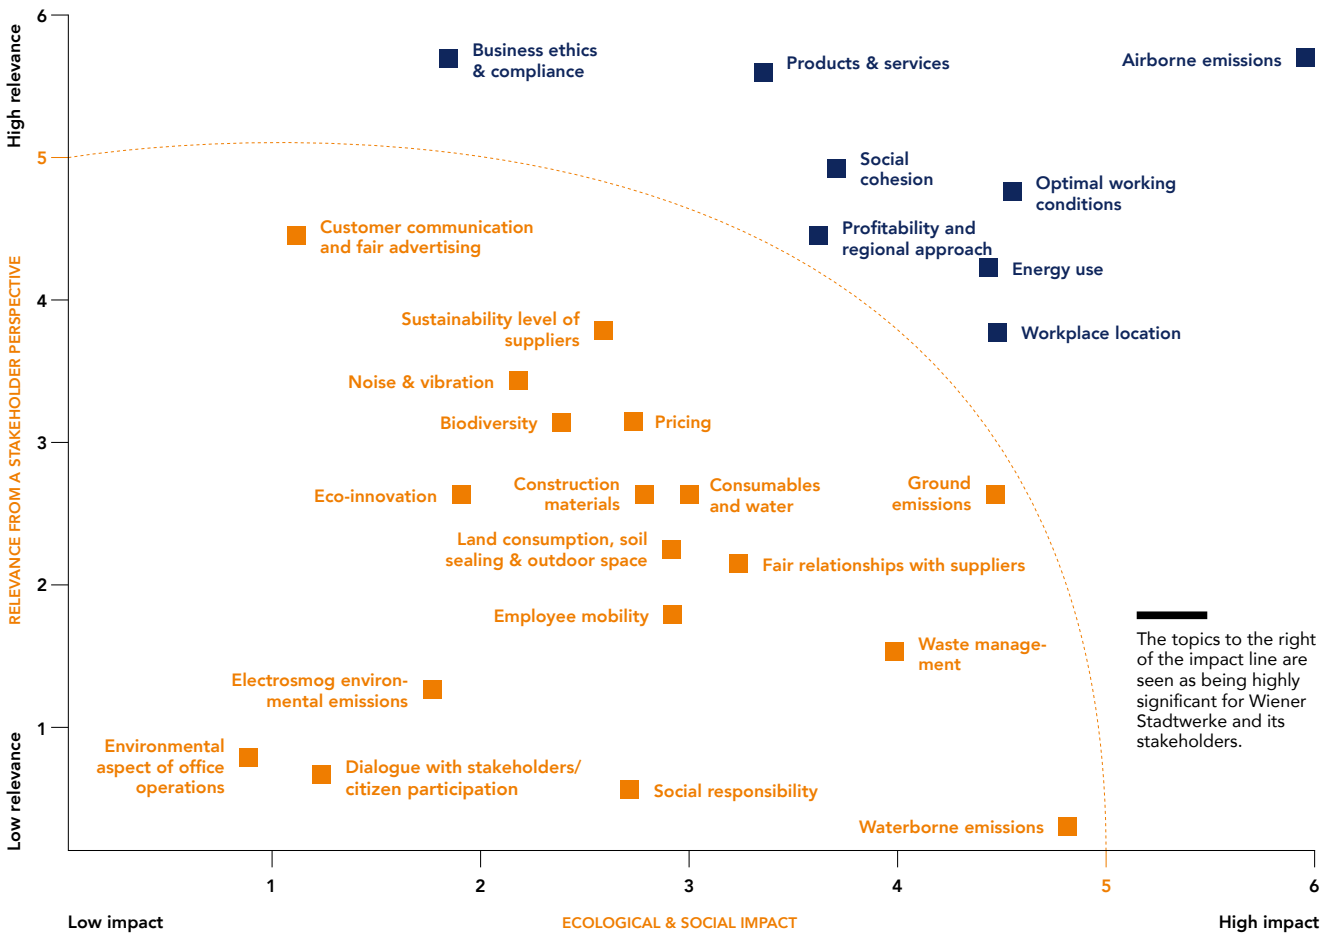 6
High relevance
Business ethics
& compliance
Products & services
Airborne emissions
5
Social
cohesion
Optimal working
conditions
Customer communication
and fair advertising
Profitability and
regional approach
Energy use
4
Sustainability level of
suppliers
Workplace location
RELEVANCE FROM A STAKEHOLDER PERSPECTIVE
Noise & vibration
Biodiversity
Pricing
3
Eco-innovation
Construction
materials
Consumables
and water
Ground
emissions
Land consumption, soil
sealing & outdoor space
Fair relationships with suppliers
2
Employee mobility
Waste manage-
ment
The topics to the right
of the impact line are
seen as being highly
significant for Wiener
Stadtwerke and its
stakeholders.
Electrosmog environ-
mental emissions
1
Low relevance
Environmental
aspect of office
operations
Dialogue with stakeholders/
citizen participation
Social responsibility
Waterborne emissions
1
2
3
4
5
6
Low impact
ECOLOGICAL & SOCIAL IMPACT
High impact